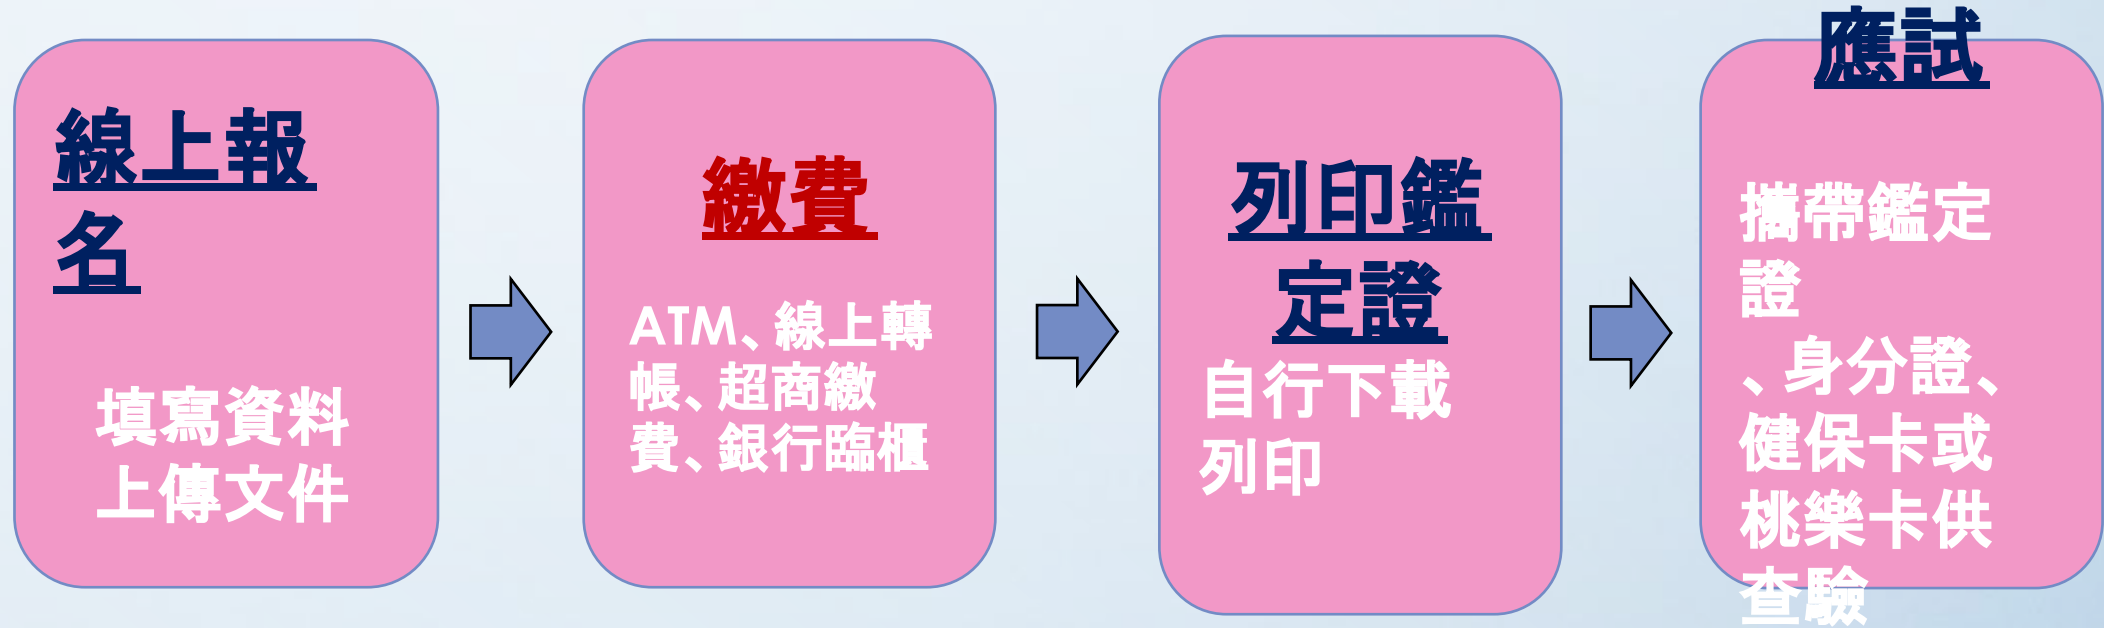 線上報
名
填寫資料
上傳文件
繳費
ATM、線上轉
帳、超商繳
費、銀行臨櫃
列印鑑
定證
自行下載
列印
應試
攜帶鑑定
證
、身分證、
健保卡或
桃樂卡供
查驗